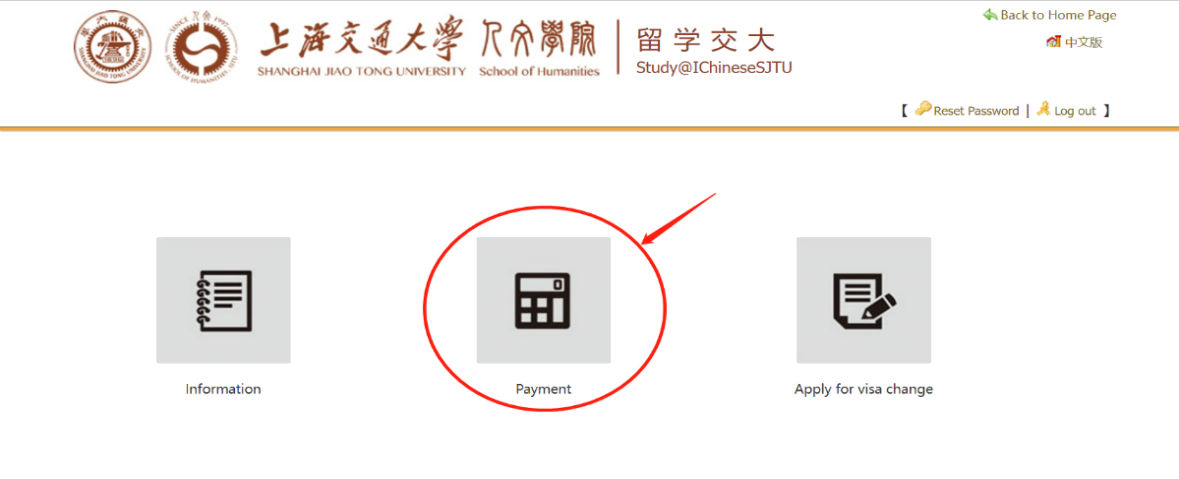 Back to Home Page
上海交通大学 人文學院 留学交大
中文版
SHANGHAI JIAO TONG UNIVERSITY School of Humanities Study@IChineseSJTU
【 Reset Password | Log out 】
Information Payment Apply for visa change